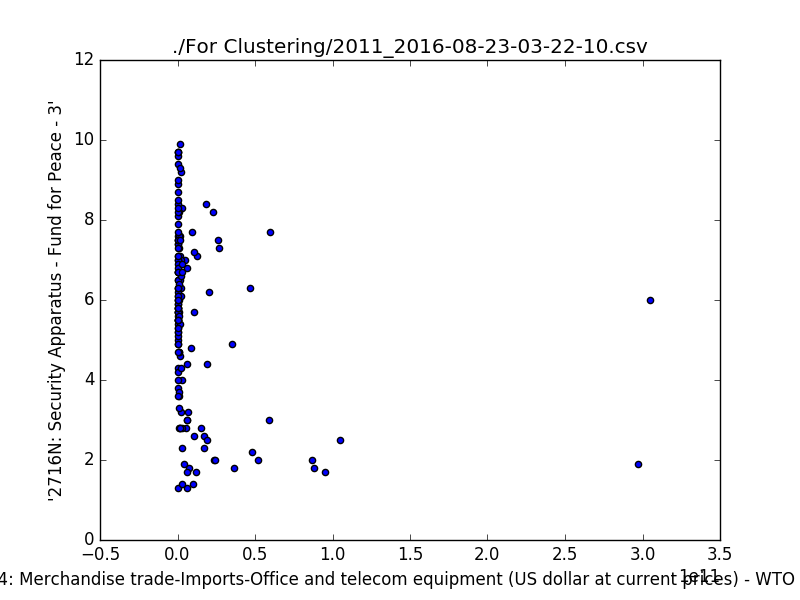 ./For Clustering/2011_2016-08-23-03-22-10.csv
12
10
8
6
4
2
0
'2716N: Security Apparatus - Fund for Peace - 3'
−0.5 0.0 0.5 1.0 1.5 2.0 2.5 3.0 3.5
1e11
4: Merchandise trade-Imports-Office and telecom equipment (US dollar at current prices) - WTO